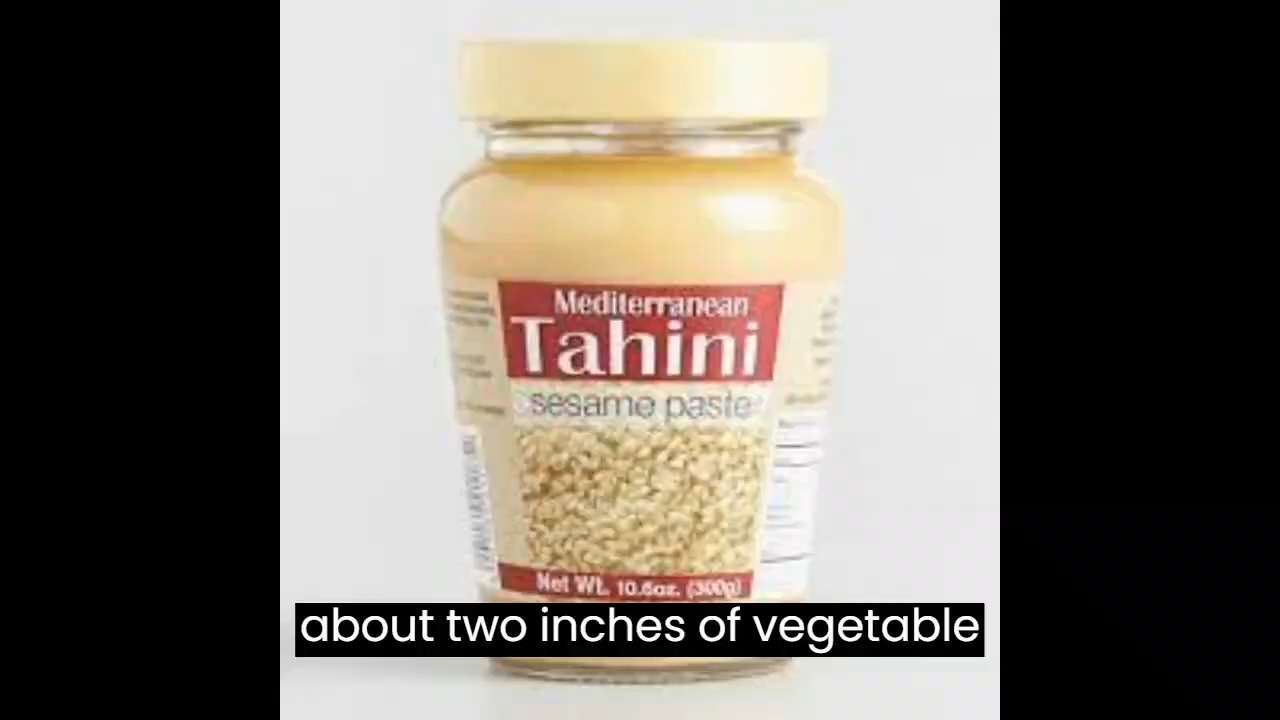 Mediterranean
Tahini
sesame paste
Net Wt. 10.6oz. (300g)
about two inches of vegetable